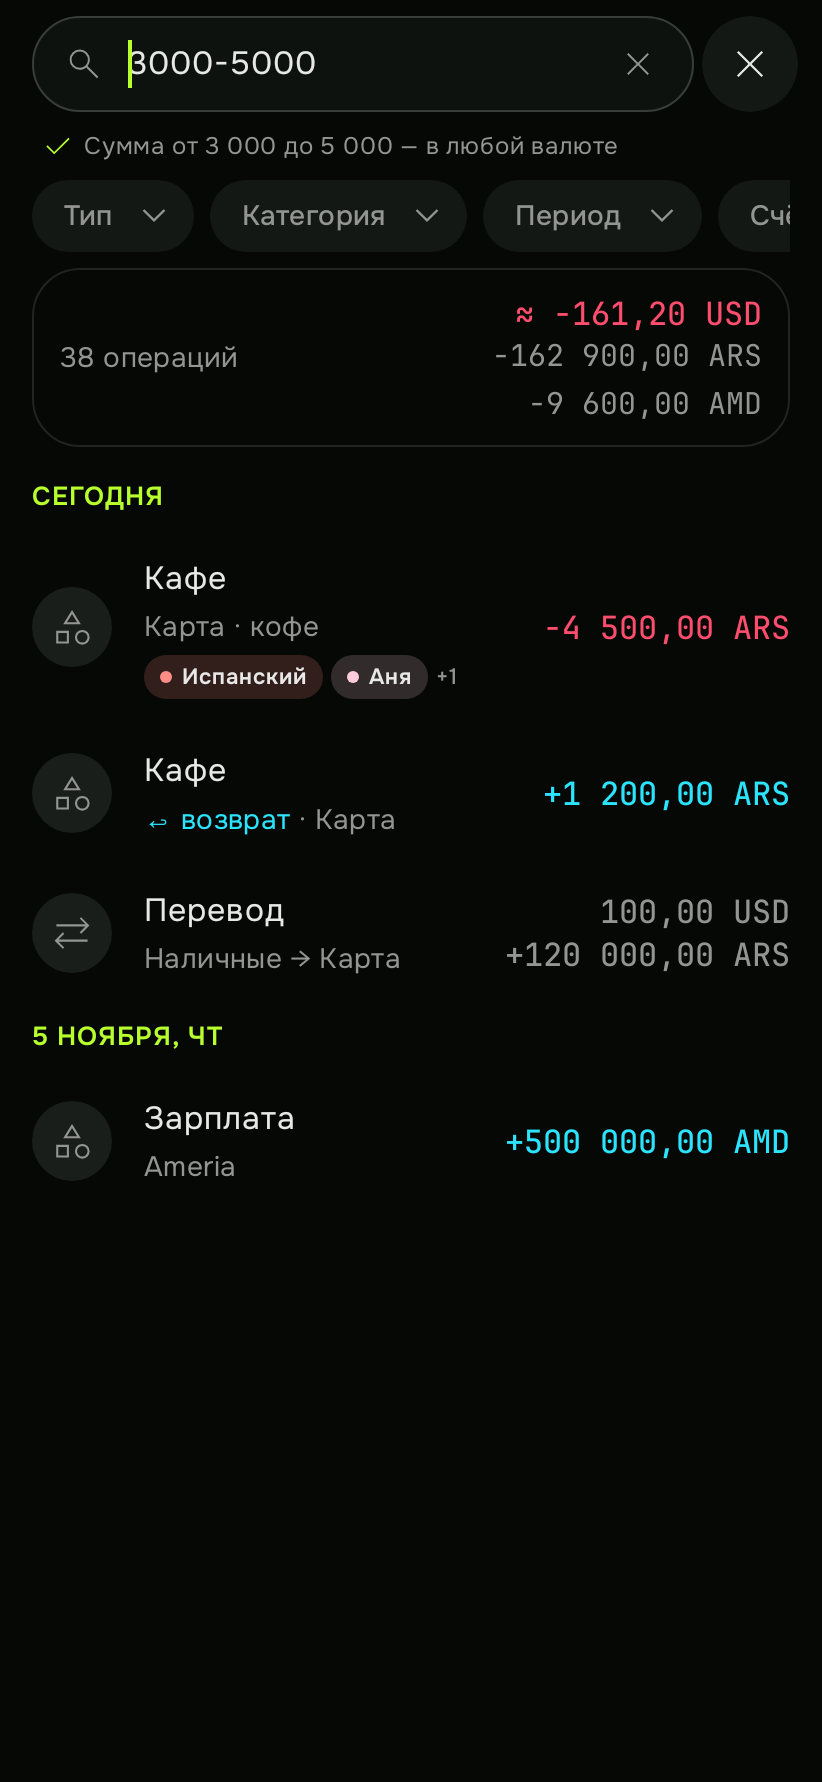 3000-5000
Сумма от 3 000 до 5 000 — в любой валюте
Тип Категория Период Счё
≈ -161,20 USD
38 операций
-162 900,00 ARS
-9 600,00 AMD
СЕГОДНЯ
Кафе
Карта · кофе
-4 500,00 ARS
Испанский Аня +1
Кафе
возврат · Карта
+1 200,00 ARS
Перевод
100,00 USD
Наличные → Карта
+120 000,00 ARS
5 НОЯБРЯ, ЧТ
Зарплата
Ameria
+500 000,00 AMD